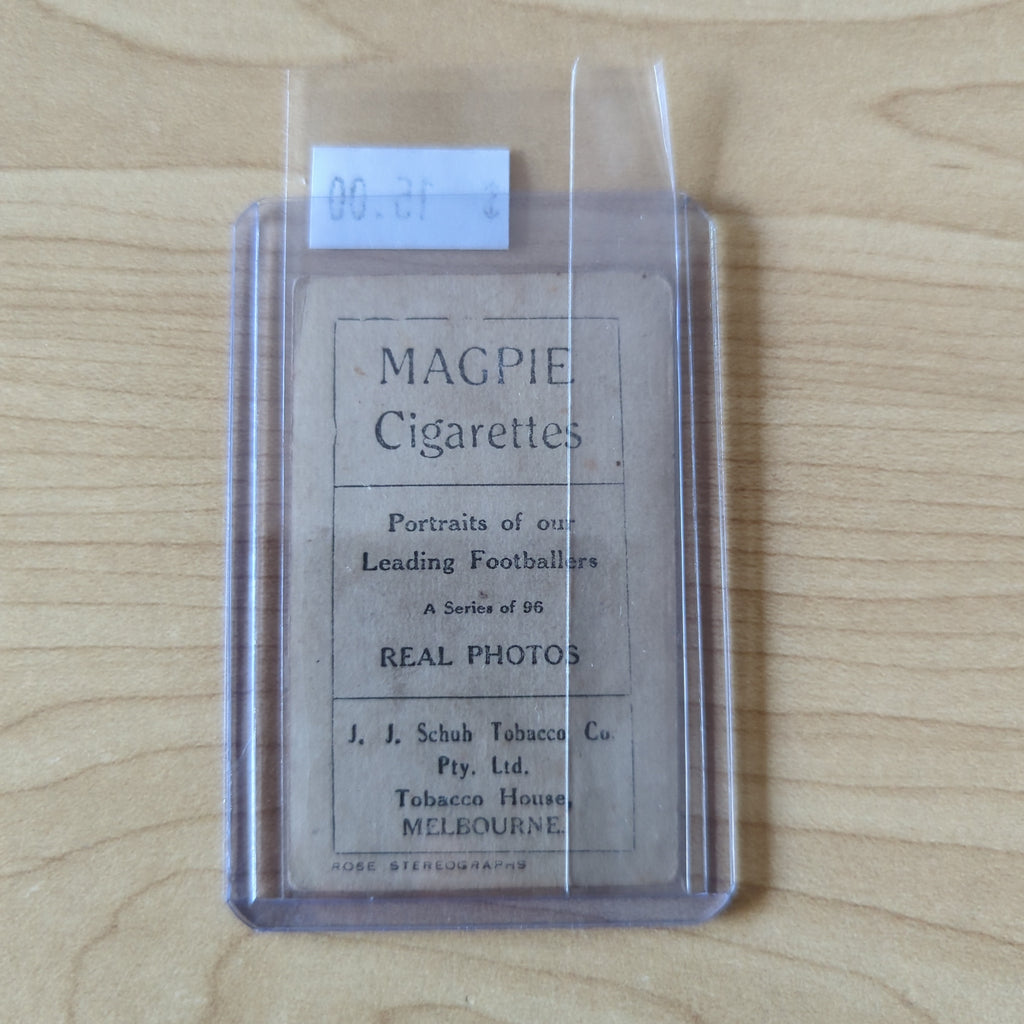 $ 15.00
MAGPIE
Cigarettes
Portraits of our
Leading Footballers
A Series of 96
REAL PHOTOS
J. J. Schuh Tobacco Co.
Pty. Ltd.
Tobacco House,
MELBOURNE.
ROSE STEREOGRAPHS